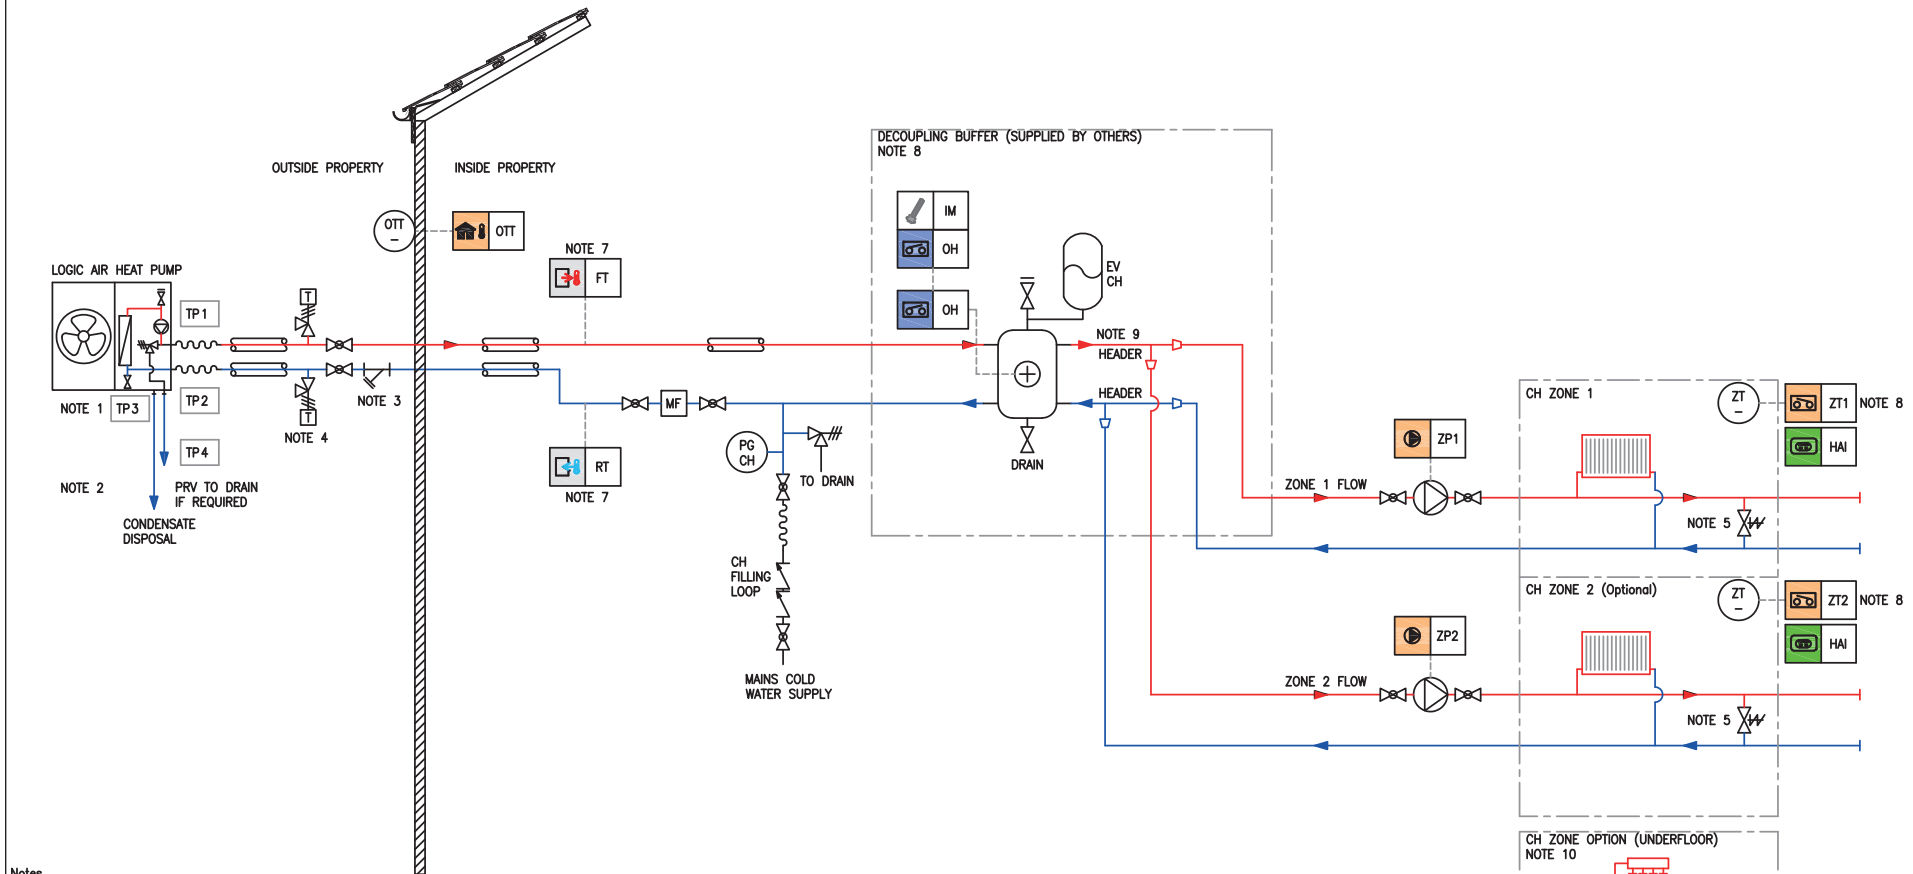 OUTSIDE PROPERTY
INSIDE PROPERTY
OTT
–
OTT
LOGIC AIR HEAT PUMP
TP1
TP2
NOTE 1
TP3
TP4
NOTE 2
PRV TO DRAIN
IF REQUIRED
CONDENSATE
DISPOSAL
T
T
NOTE 4
NOTE 3
NOTE 7
FT
RT
NOTE 7
MF
PG
CH
TO DRAIN
CH
FILLING
LOOP
MAINS COLD
WATER SUPPLY
DECOUPLING BUFFER (SUPPLIED BY OTHERS)
NOTE 8
IM
OH
OH
EV
CH
NOTE 9
HEADER
HEADER
DRAIN
ZONE 1 FLOW
ZP1
CH ZONE 1
ZT
–
ZT1
NOTE 8
HAI
NOTE 5
ZONE 2 FLOW
ZP2
CH ZONE 2 (Optional)
ZT
–
ZT2
NOTE 8
HAI
NOTE 5
CH ZONE OPTION (UNDERFLOOR)
NOTE 10
Notes